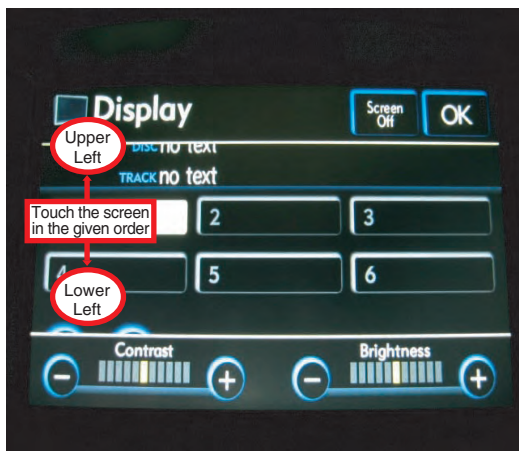 Display
Screen
Off
OK
Upper
Left
DISC no text
TRACK no text
Touch the screen
in the given order
2
3
4
5
6
Lower
Left
Contrast
Brightness
- +
- +